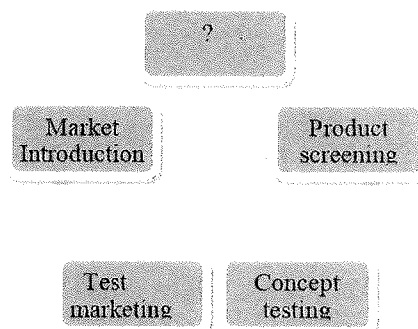 ?
Market
Introduction
Product
screening
Test
marketing
Concept
testing